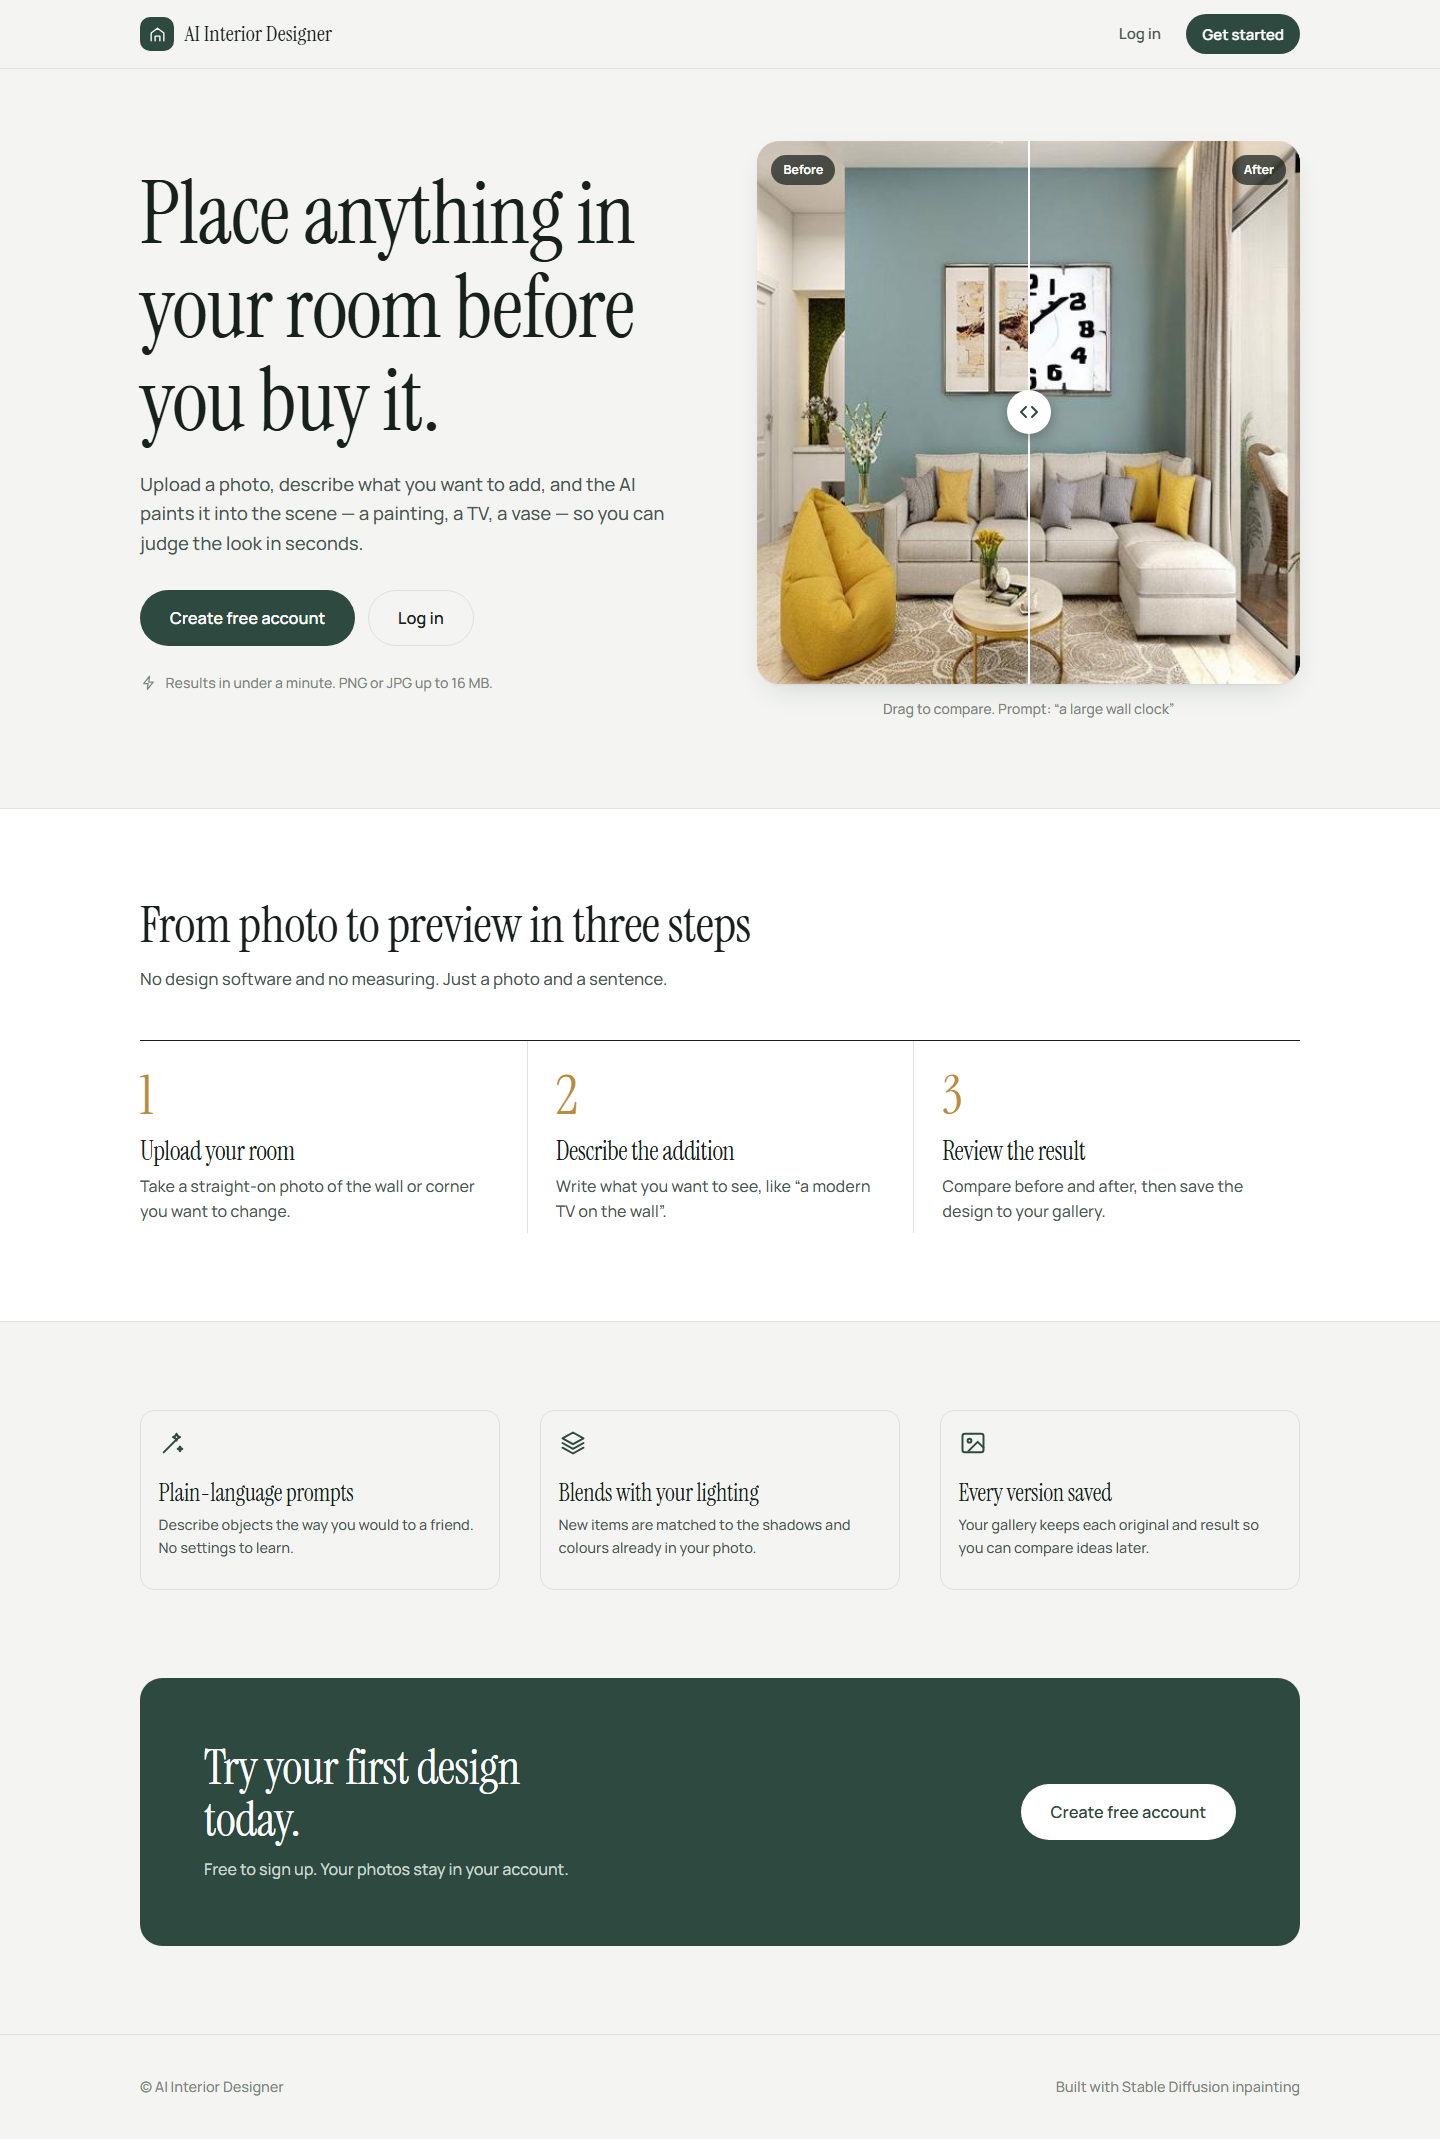 AI Interior Designer
Log in
Get started
Place anything in
your room before
you buy it.
Upload a photo, describe what you want to add, and the AI
paints it into the scene — a painting, a TV, a vase — so you can
judge the look in seconds.
Create free account
Log in
Results in under a minute. PNG or JPG up to 16 MB.
Before
After
1
2
8
4
6
6
Drag to compare. Prompt: “a large wall clock”
From photo to preview in three steps
No design software and no measuring. Just a photo and a sentence.
1
Upload your room
Take a straight-on photo of the wall or corner
you want to change.
2
Describe the addition
Write what you want to see, like “a modern
TV on the wall”.
3
Review the result
Compare before and after, then save the
design to your gallery.
Plain-language prompts
Describe objects the way you would to a friend.
No settings to learn.
Blends with your lighting
New items are matched to the shadows and
colours already in your photo.
Every version saved
Your gallery keeps each original and result so
you can compare ideas later.
Try your first design
today.
Free to sign up. Your photos stay in your account.
Create free account
© AI Interior Designer
Built with Stable Diffusion inpainting